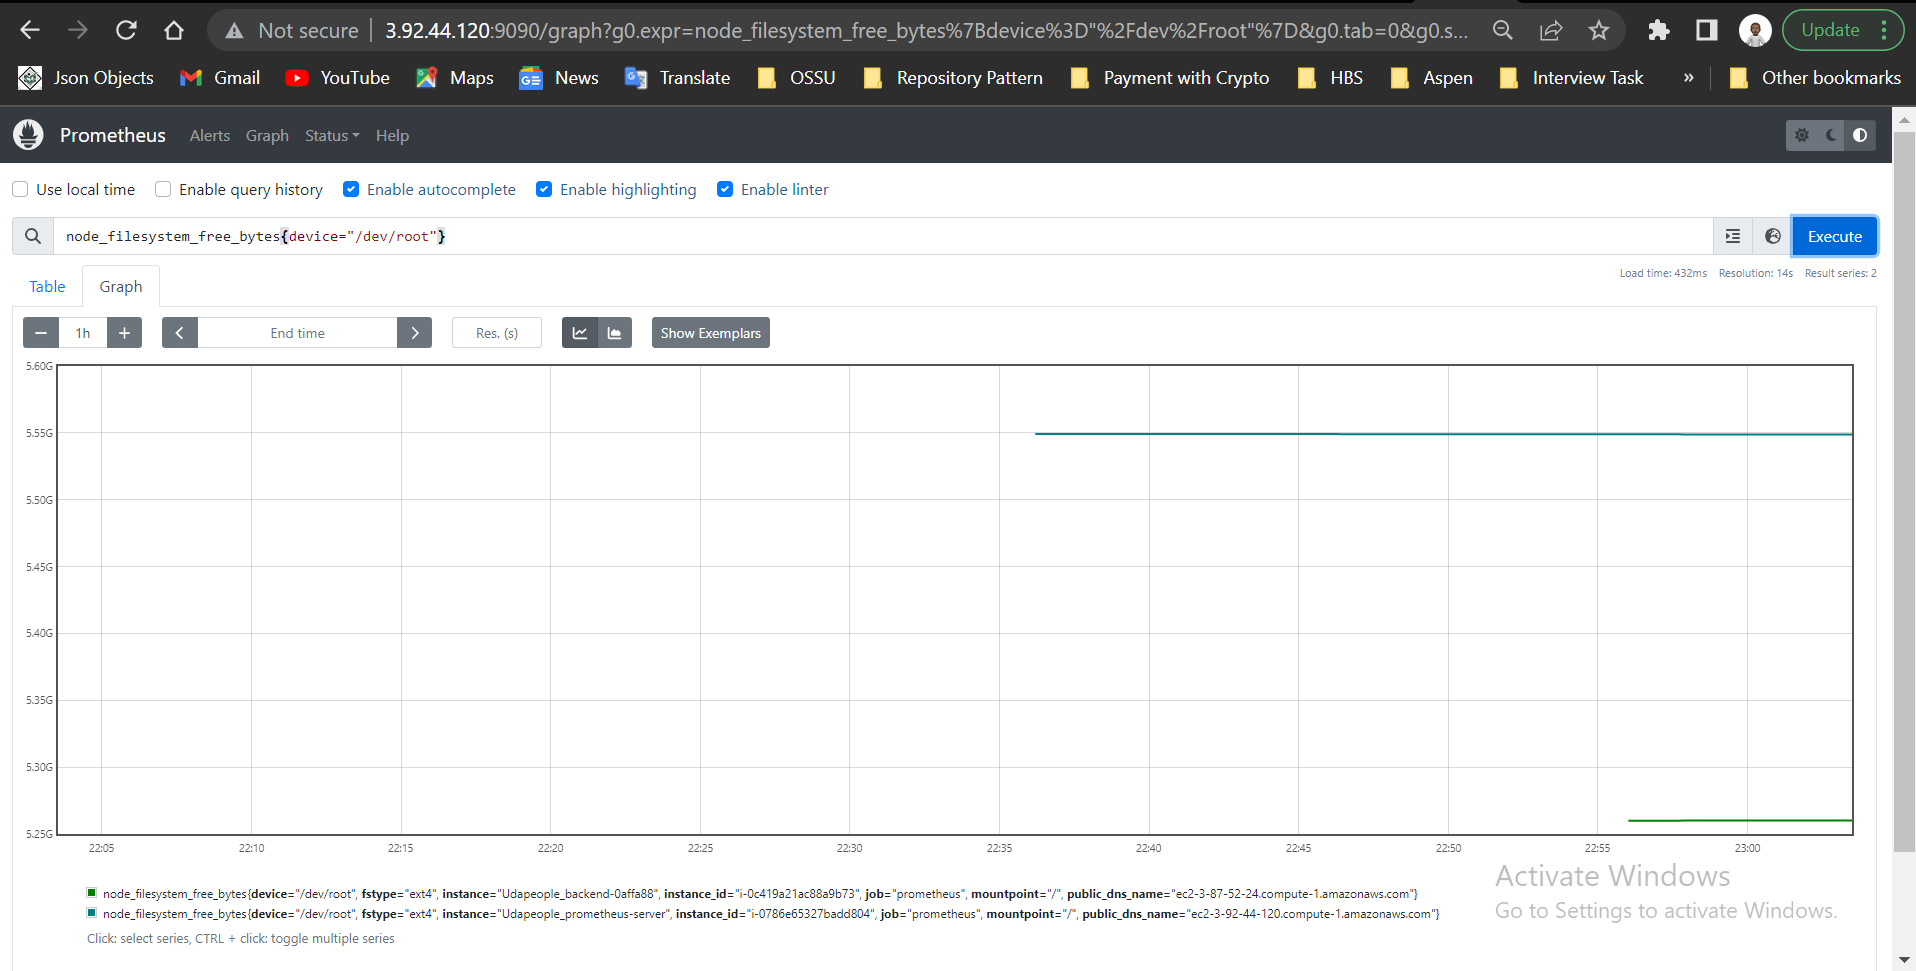 Not secure 3.92.44.120:9090/graph?g0.expr=node_filesystem_free_bytes%7Bdevice%3D"%2Fdev%2Froot"%7D&g0.tab=0&g0.s... Update
Json Objects Gmail YouTube Maps News Translate OSSU Repository Pattern Payment with Crypto HBS Aspen Interview Task » Other bookmarks
Prometheus Alerts Graph Status Help
Use local time Enable query history Enable autocomplete Enable highlighting Enable linter
node_filesystem_free_bytes{device="/dev/root"} Execute
Load time: 432ms Resolution: 14s Result series: 2
Table Graph
1h End time Res. (s) Show Exemplars
5.60G
5.55G
5.50G
5.45G
5.40G
5.35G
5.30G
5.25G
22:05 22:10 22:15 22:20 22:25 22:30 22:35 22:40 22:45 22:50 22:55 23:00
node_filesystem_free_bytes{device="/dev/root", fstype="ext4", instance="Udapeople_backend-0affa88", instance_id="i-0c419a21ac88a9b73", job="prometheus", mountpoint="/", public_dns_name="ec2-3-87-52-24.compute-1.amazonaws.com"}
node_filesystem_free_bytes{device="/dev/root", fstype="ext4", instance="Udapeople_prometheus-server", instance_id="i-0786e65327badd804", job="prometheus", mountpoint="/", public_dns_name="ec2-3-92-44-120.compute-1.amazonaws.com"}
Click: select series, CTRL + click: toggle multiple series
Activate Windows
Go to Settings to activate Windows.